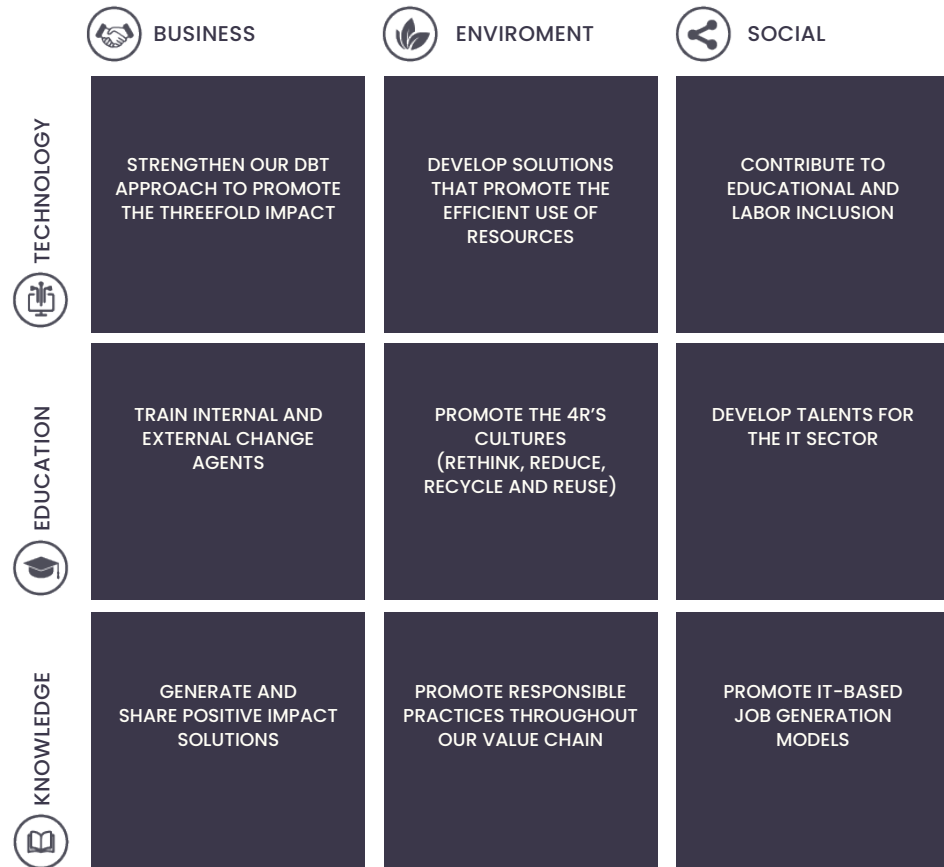 BUSINESS
ENVIROMENT
SOCIAL
TECHNOLOGY
STRENGTHEN OUR DBT
APPROACH TO PROMOTE
THE THREEFOLD IMPACT
DEVELOP SOLUTIONS
THAT PROMOTE THE
EFFICIENT USE OF
RESOURCES
CONTRIBUTE TO
EDUCATIONAL AND
LABOR INCLUSION
EDUCATION
TRAIN INTERNAL AND
EXTERNAL CHANGE
AGENTS
PROMOTE THE 4R'S
CULTURES
(RETHINK, REDUCE,
RECYCLE AND REUSE)
DEVELOP TALENTS FOR
THE IT SECTOR
KNOWLEDGE
GENERATE AND
SHARE POSITIVE IMPACT
SOLUTIONS
PROMOTE RESPONSIBLE
PRACTICES THROUGHOUT
OUR VALUE CHAIN
PROMOTE IT-BASED
JOB GENERATION
MODELS